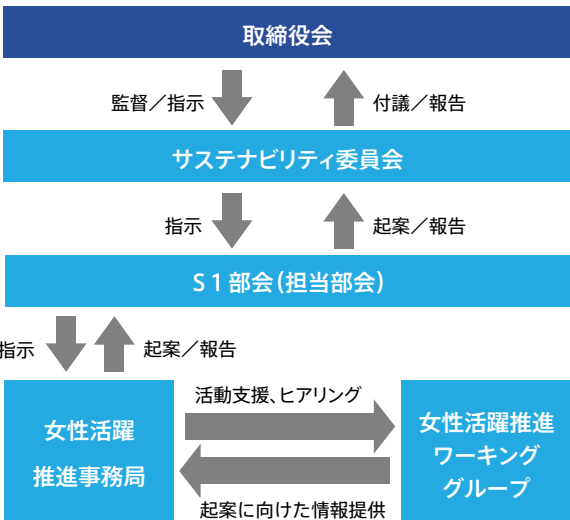 取締役会
監督／指示
付議／報告
サステナビリティ委員会
指示
起案／報告
S1部会（担当部会）
指示
起案／報告
女性活躍
推進事務局
活動支援、ヒアリング
起案に向けた情報提供
女性活躍推進
ワーキング
グループ